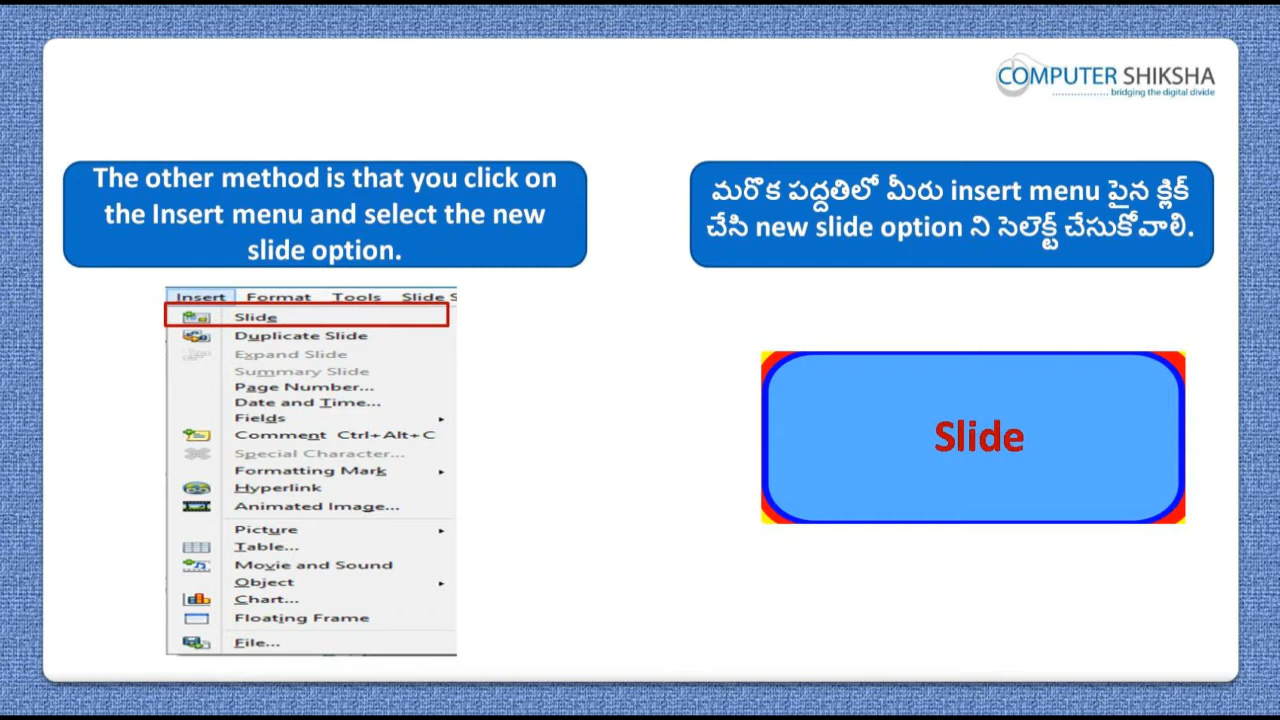 COMPUTER SHIKSHA
bridging the digital divide
The other method is that you click on
the Insert menu and select the new
slide option.
మరొక పద్దతిలో మీరు insert menu పైన క్లిక్
చేసి new slide option ని సెలెక్ట్ చేసుకోవాలి.
Insert Format Tools Slide S
Slide
Duplicate Slide
Expand Slide
Summary Slide
Page Number...
Date and Time...
Fields
Comment Ctrl+Alt+C
Special Character...
Formatting Mark
Hyperlink
Animated Image...
Picture
Table...
Movie and Sound
Object
Chart...
Floating Frame
File...
Slide